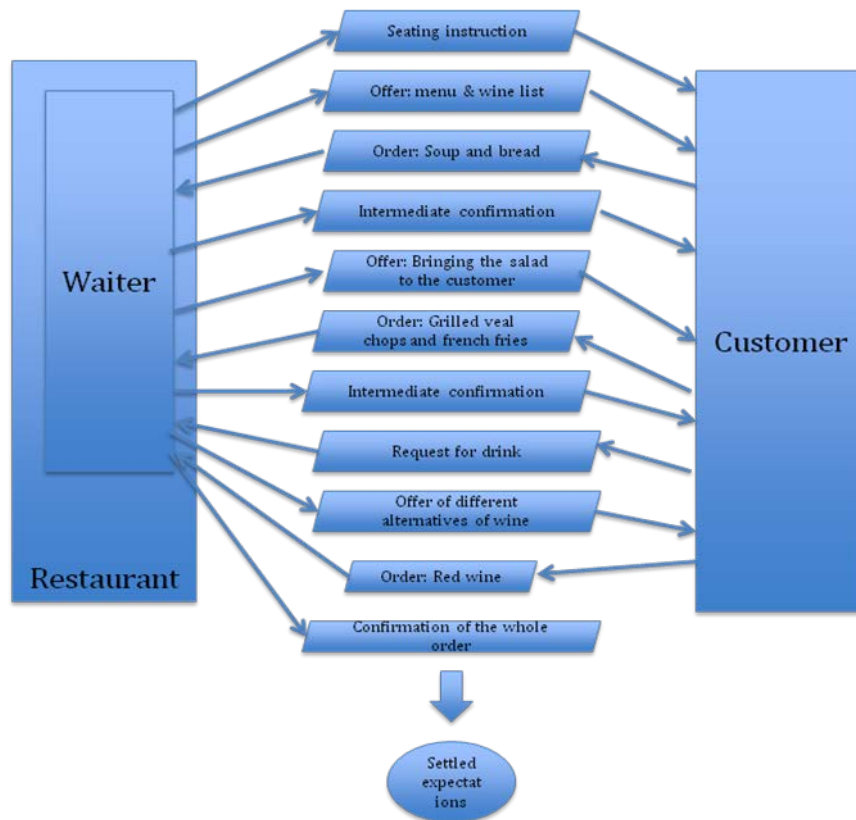 Seating instruction
Offer: menu & wine list
Order: Soup and bread
Intermediate confirmation
Waiter
Offer: Bringing the salad
to the customer
Order: Grilled veal
chops and french fries
Customer
Intermediate confirmation
Request for drink
Offer of different
alternatives of wine
Restaurant
Order: Red wine
Confirmation of the whole
order
Settled
expectat
ions